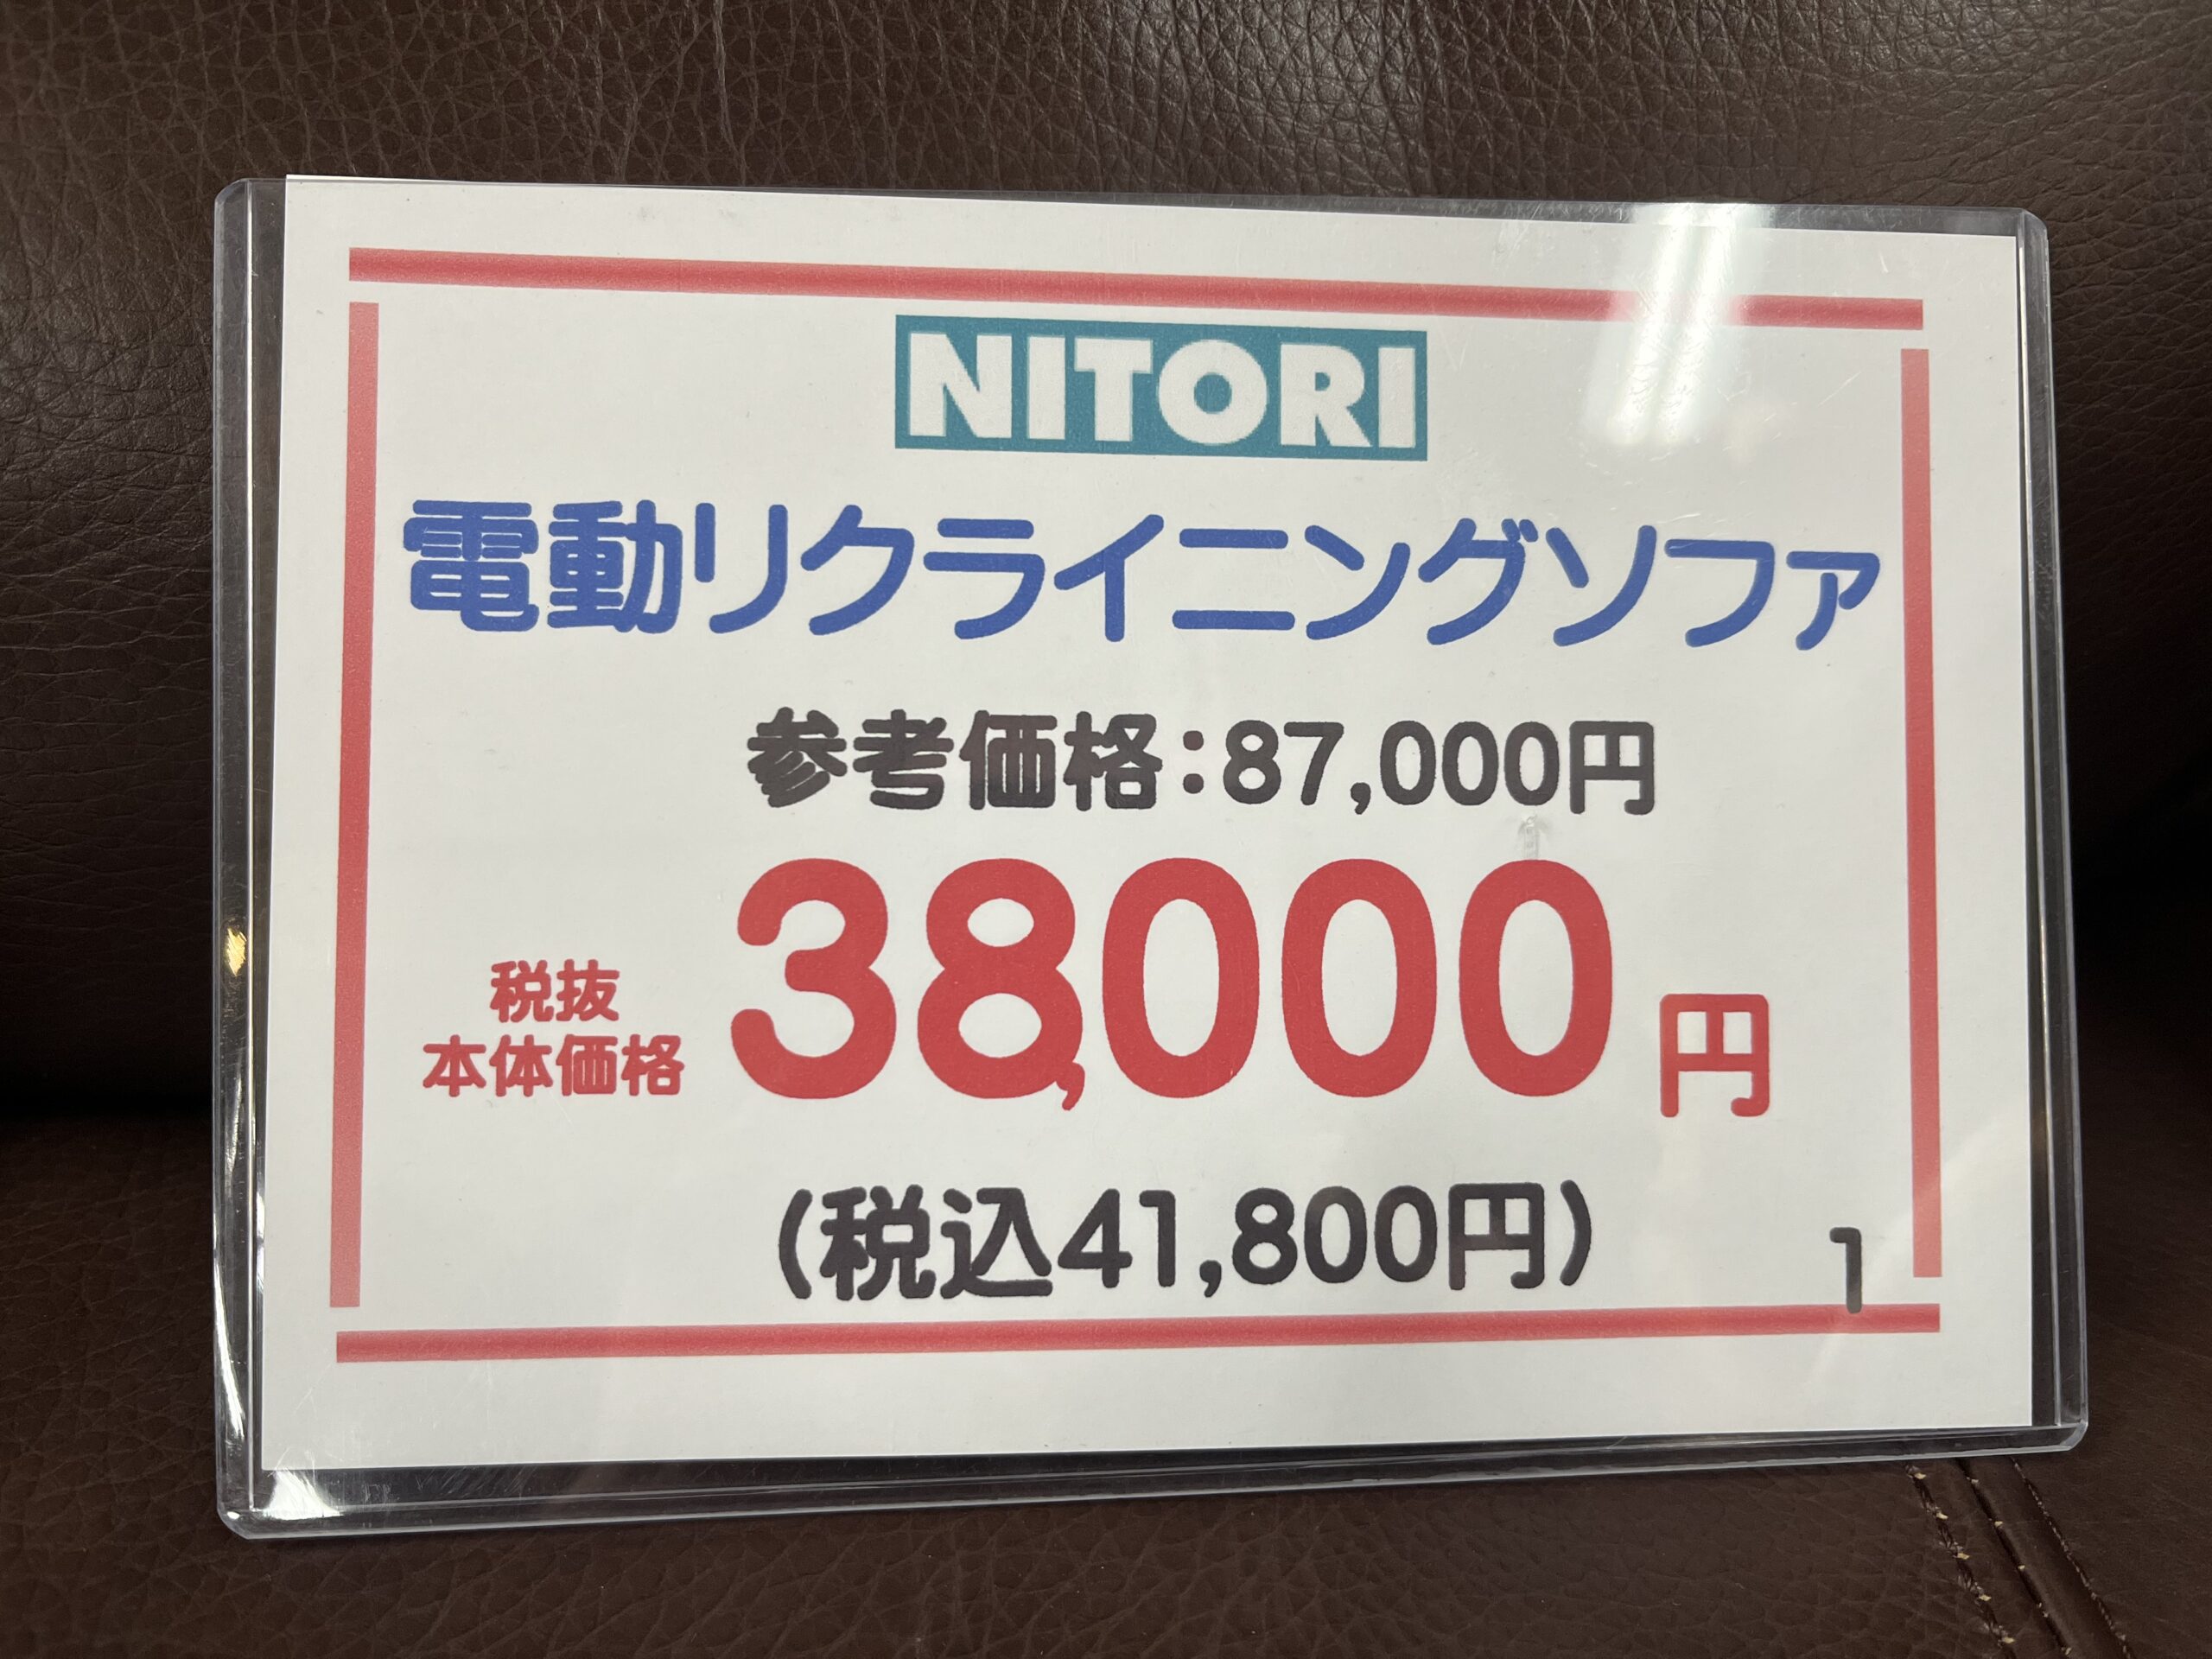 NITORI
電動リクライニングソファ
参考価格:87,000円
税抜
本体価格
38,000円
(税込41,800円)
1